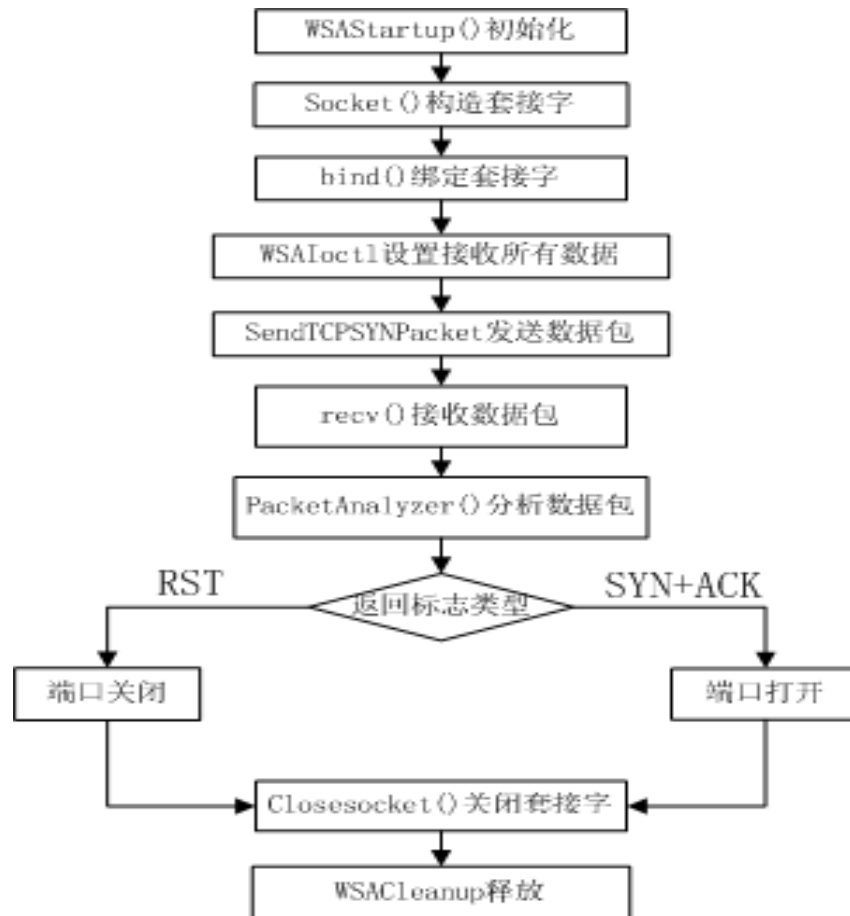 WSAStartup()初始化
Socket()构造套接字
bind()绑定套接字
WSAIoctl设置接收所有数据
SendTCPSYNPacket发送数据包
recv()接收数据包
PacketAnalyzer()分析数据包
RST
SYN+ACK
返回标志类型
端口关闭
端口打开
Closesocket()关闭套接字
WSACleanup释放